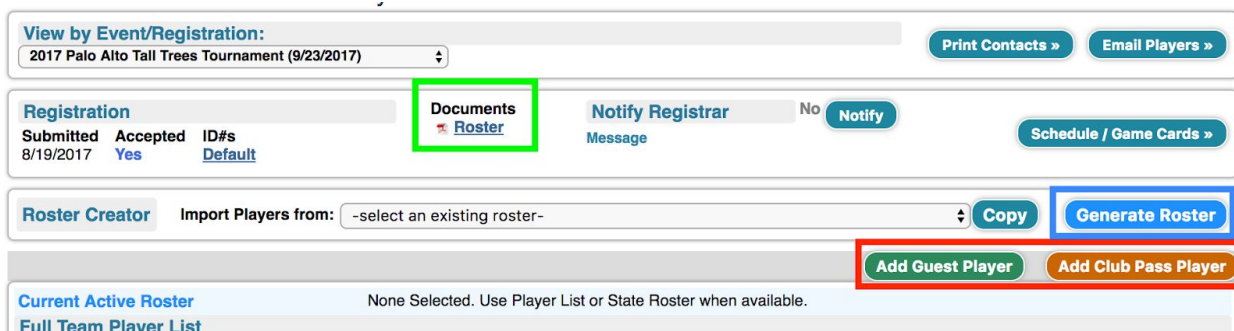 View by Event/Registration:
2017 Palo Alto Tall Trees Tournament (9/23/2017)
Print Contacts »
Email Players »
Registration
Submitted Accepted ID#s
8/19/2017 Yes Default
Documents
Roster
Notify Registrar No Notify
Message
Schedule / Game Cards »
Roster Creator Import Players from: -select an existing roster- Copy Generate Roster
Add Guest Player Add Club Pass Player
Current Active Roster None Selected. Use Player List or State Roster when available.
Full Team Player List